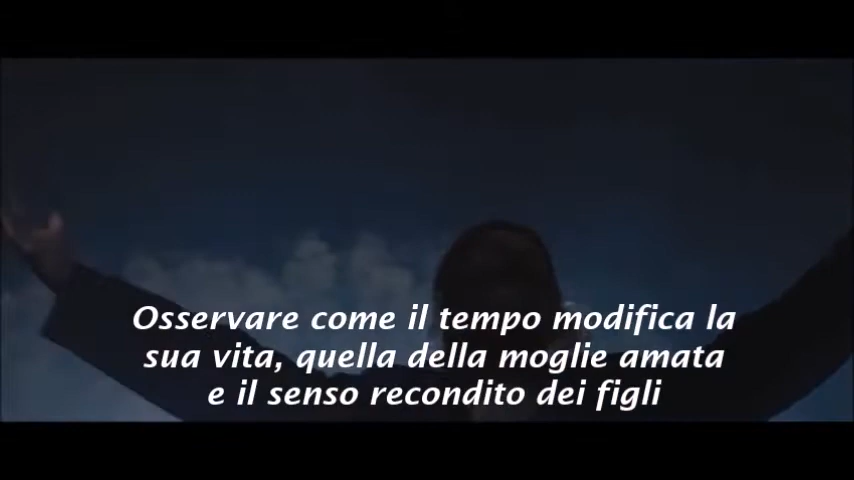 Osservare come il tempo modifica la
sua vita, quella della moglie amata
e il senso recondito dei figli